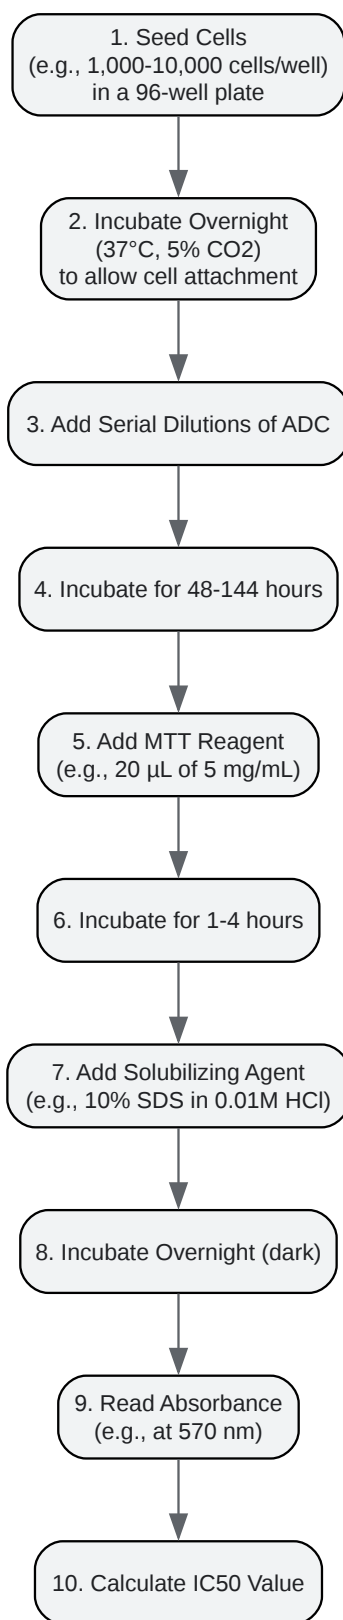 1. Seed Cells
(e.g., 1,000-10,000 cells/well)
in a 96-well plate
2. Incubate Overnight
(37°C, 5% CO2)
to allow cell attachment
3. Add Serial Dilutions of ADC
4. Incubate for 48-144 hours
5. Add MTT Reagent
(e.g., 20 µL of 5 mg/mL)
6. Incubate for 1-4 hours
7. Add Solubilizing Agent
(e.g., 10% SDS in 0.01M HCl)
8. Incubate Overnight (dark)
9. Read Absorbance
(e.g., at 570 nm)
10. Calculate IC50 Value